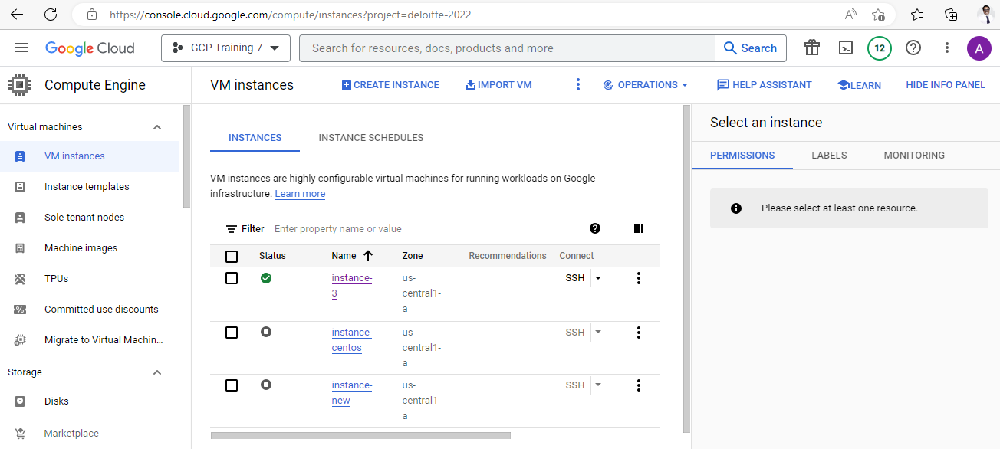 https://console.cloud.google.com/compute/instances?project=deloitte-2022
Google Cloud
GCP-Training-7
Search for resources, docs, products and more
Search
12
A
Compute Engine
VM instances
CREATE INSTANCE
IMPORT VM
OPERATIONS
HELP ASSISTANT
LEARN
HIDE INFO PANEL
Virtual machines
VM instances
Instance templates
Sole-tenant nodes
Machine images
TPUs
Committed-use discounts
Migrate to Virtual Machin...
Storage
Disks
Marketplace
INSTANCES
INSTANCE SCHEDULES
VM instances are highly configurable virtual machines for running workloads on Google
infrastructure. Learn more
Filter Enter property name or value
Status Name Zone Recommendations Connect
instance- us- SSH
3 central1-
a
instance- us- SSH
centos central1-
a
instance- us- SSH
new central1-
a
Select an instance
PERMISSIONS LABELS MONITORING
Please select at least one resource.